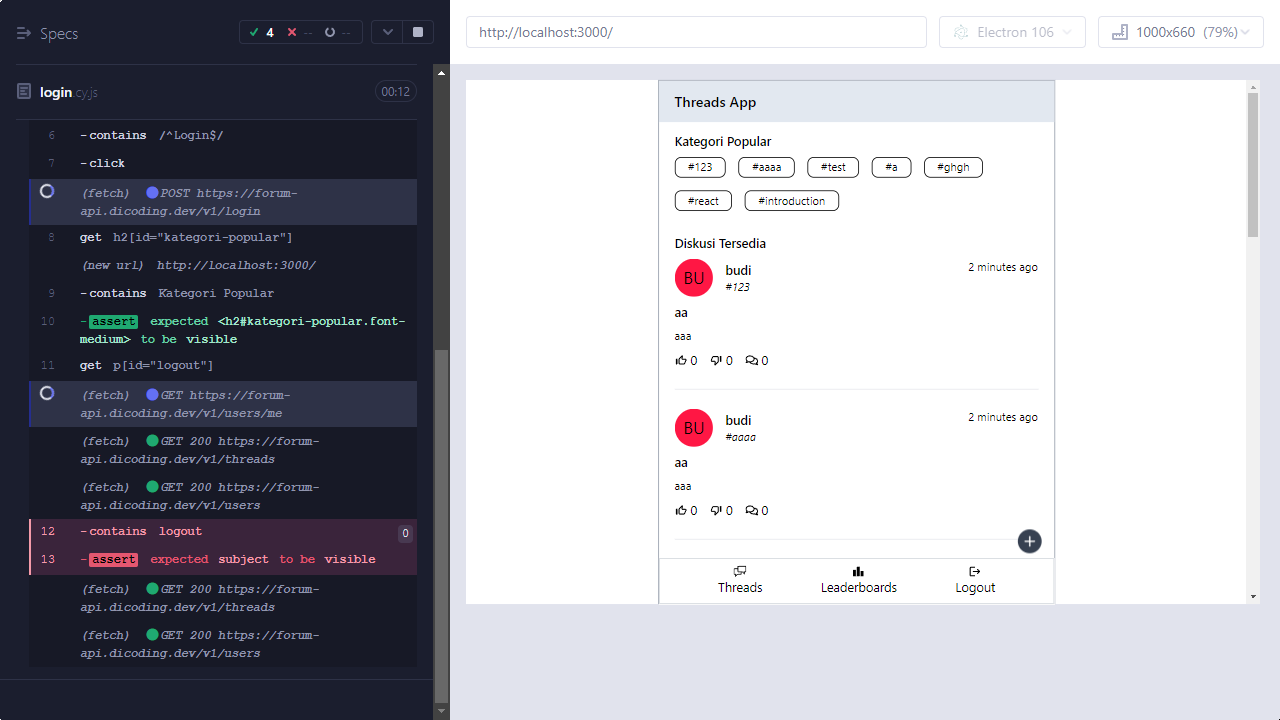 Specs
4
--
--
login.cy.js
00:12
6 -contains /^Login$/
7 -click
(fetch) POST https://forum-
api.dicoding.dev/v1/login
8 get h2[id="kategori-popular"]
(new url) http://localhost:3000/
9 -contains Kategori Popular
10 -assert expected <h2#kategori-popular.font-
medium> to be visible
11 get p[id="logout"]
(fetch) GET https://forum-
api.dicoding.dev/v1/users/me
(fetch) GET 200 https://forum-
api.dicoding.dev/v1/threads
(fetch) GET 200 https://forum-
api.dicoding.dev/v1/users
12 -contains logout 0
13 -assert expected subject to be visible
(fetch) GET 200 https://forum-
api.dicoding.dev/v1/threads
(fetch) GET 200 https://forum-
api.dicoding.dev/v1/users
http://localhost:3000/
Electron 106
1000x660 (79%)
Threads App
Kategori Popular
#123 #aaaa #test #a #ghgh
#react #introduction
Diskusi Tersedia
BU budi 2 minutes ago
#123
aa
aaa
0 0 0
BU budi 2 minutes ago
#aaaa
aa
aaa
0 0 0
Threads Leaderboards Logout